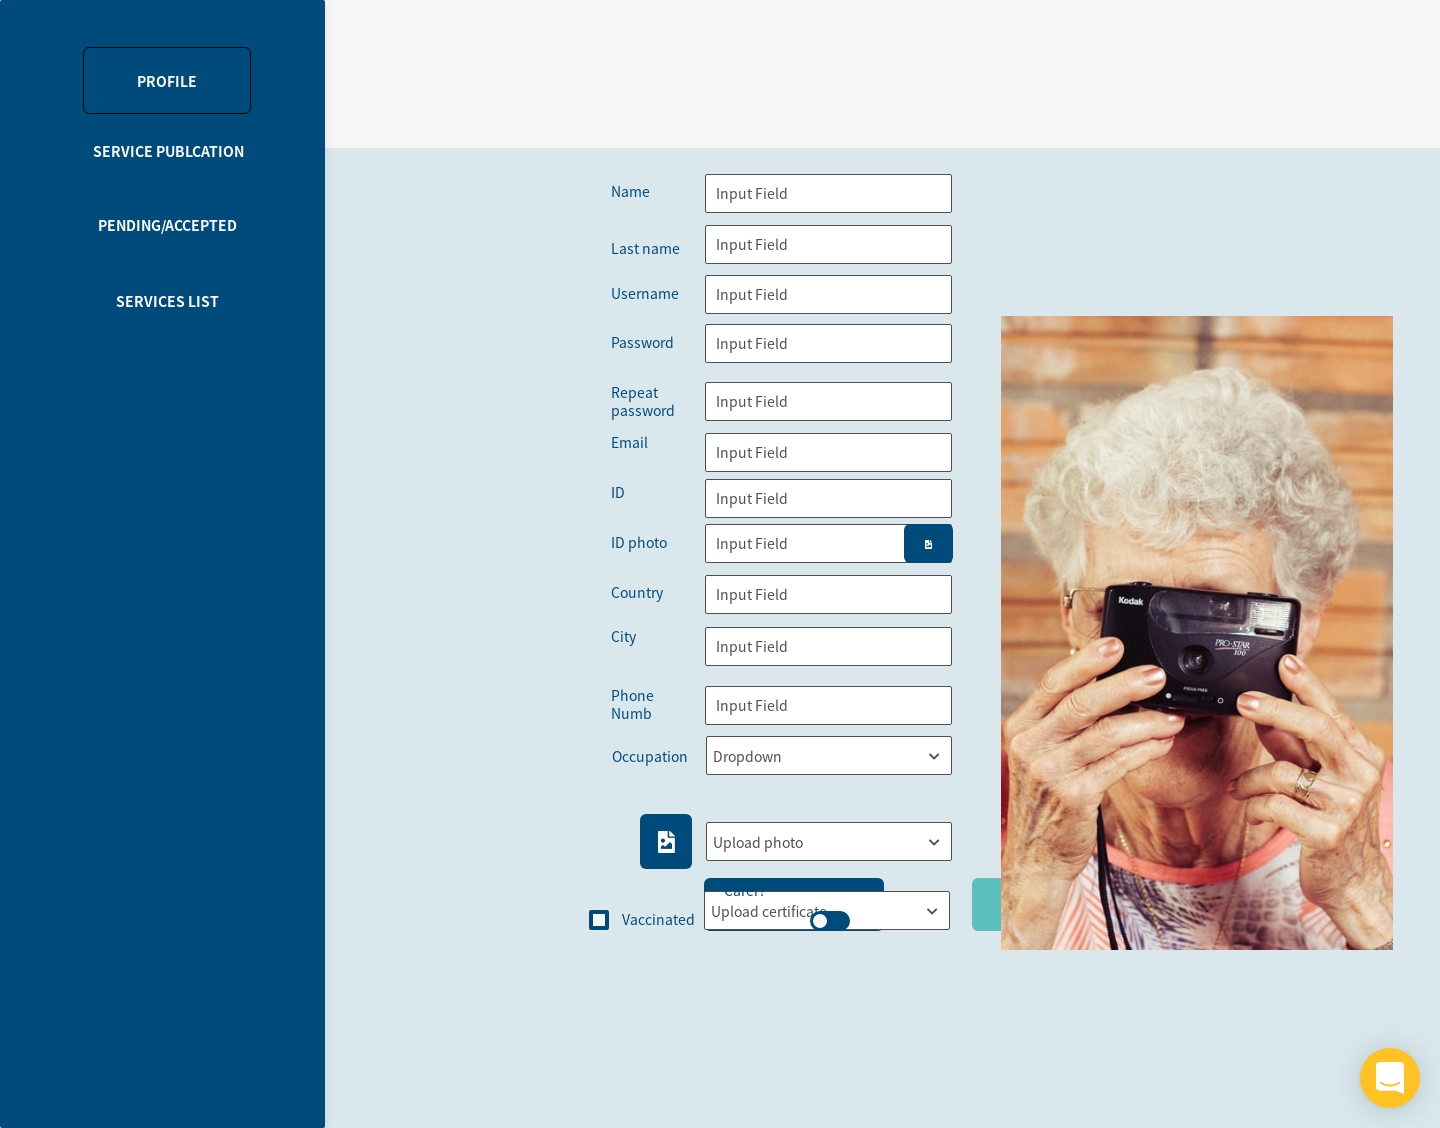 PROFILE
SERVICE PUBLCATION
PENDING/ACCEPTED
SERVICES LIST
Name
Input Field
Last name
Input Field
Username
Input Field
Password
Input Field
Repeat
password
Input Field
Email
Input Field
ID
Input Field
ID photo
Input Field
Country
Input Field
City
Input Field
Phone
Numb
Input Field
Occupation
Dropdown
Upload photo
Carer?
Vaccinated
Upload certificate
Kodak
PRO-STAR
100
FOCUS FREE